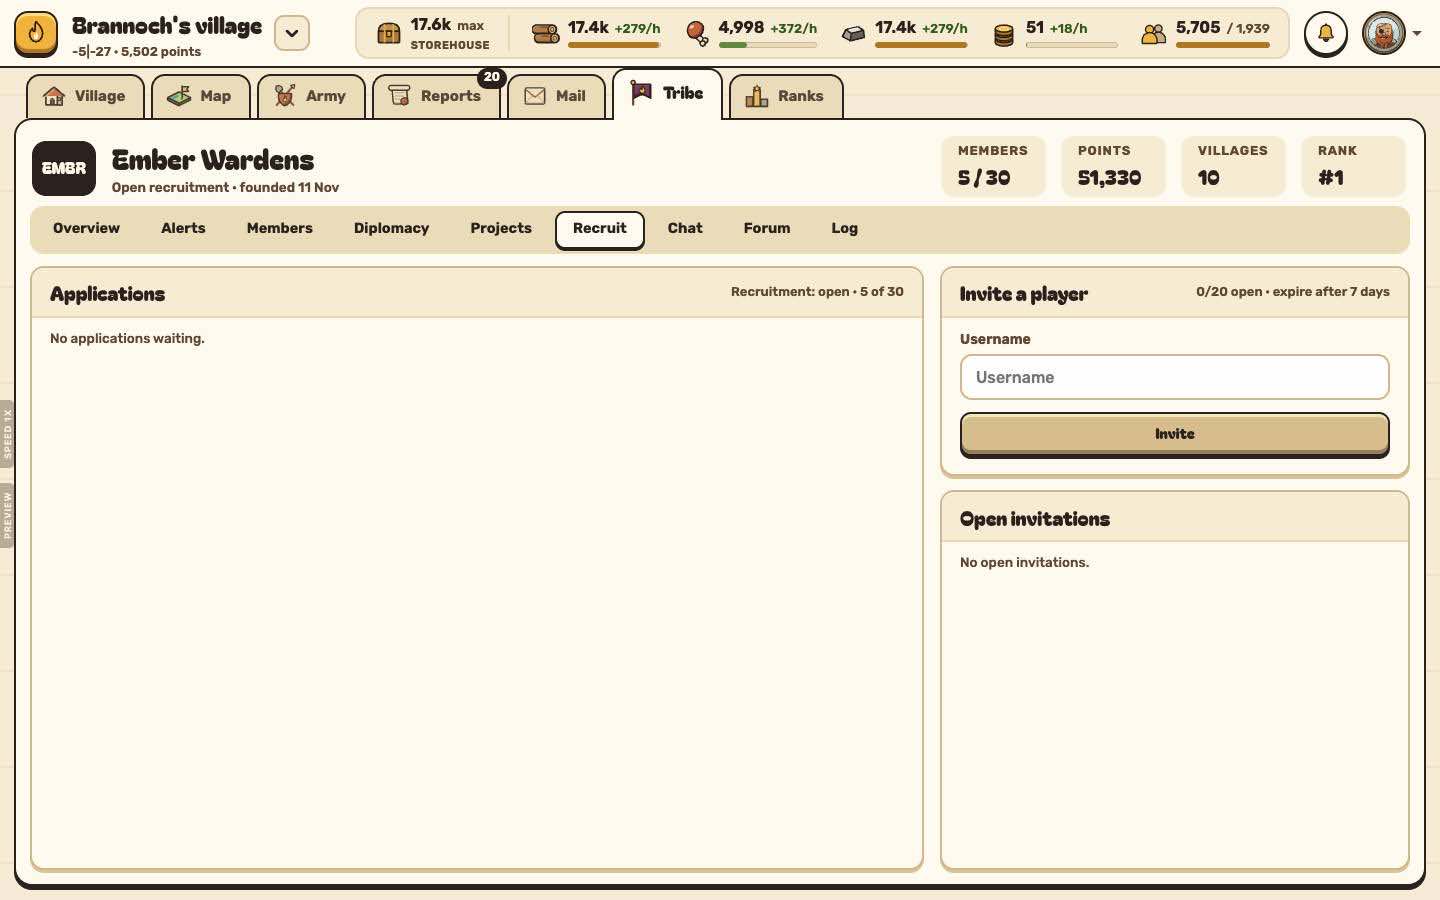 Brannoch's village
-5|-27 • 5,502 points
17.6k max
STOREHOUSE
17.4k +279/h
4,998 +372/h
17.4k +279/h
51 +18/h
5,705 / 1,939
Village
Map
Army
Reports
20
Mail
Tribe
Ranks
EMBR
Ember Wardens
Open recruitment • founded 11 Nov
MEMBERS
5 / 30
POINTS
51,330
VILLAGES
10
RANK
#1
Overview
Alerts
Members
Diplomacy
Projects
Recruit
Chat
Forum
Log
Applications
Recruitment: open • 5 of 30
No applications waiting.
Invite a player
0/20 open • expire after 7 days
Username
Username
Invite
Open invitations
No open invitations.
SPEED 1X
PREVIEW